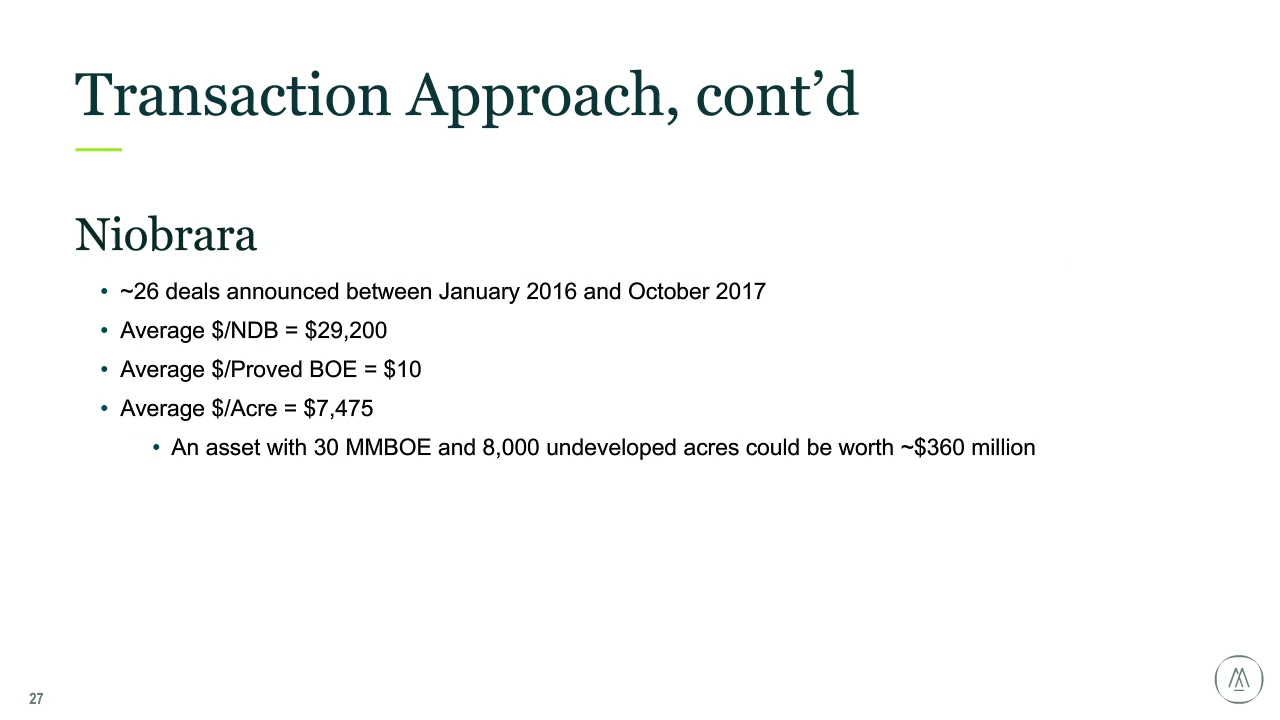 Transaction Approach, cont’d
Niobrara
• ~26 deals announced between January 2016 and October 2017
• Average $/NDB = $29,200
• Average $/Proved BOE = $10
• Average $/Acre = $7,475
• An asset with 30 MMBOE and 8,000 undeveloped acres could be worth ~$360 million
27